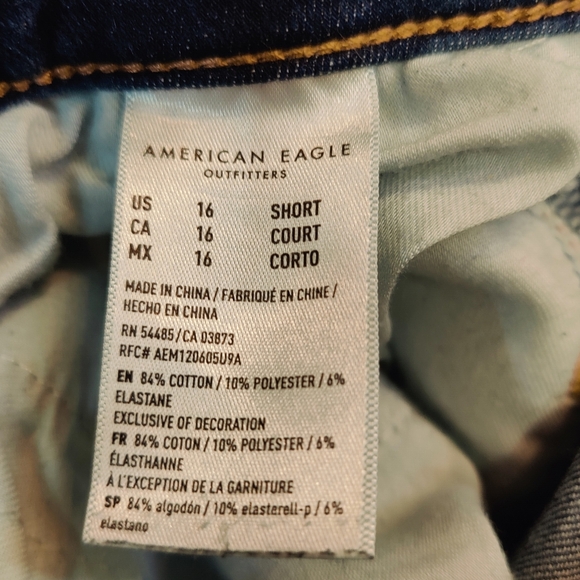 AMERICAN EAGLE
OUTFITTERS
US 16 SHORT
CA 16 COURT
MX 16 CORTO
MADE IN CHINA / FABRIQUÉ EN CHINE /
HECHO EN CHINA
RN 54485 / CA 03873
RFC# AEM120605U9A
EN 84% COTTON / 10% POLYESTER / 6%
ELASTANE
EXCLUSIVE OF DECORATION
FR 84% COTON / 10% POLYESTER / 6%
ÉLASTHANNE
À L'EXCEPTION DE LA GARNITURE
SP 84% algodón / 10% elasterell-p / 6%
elastano